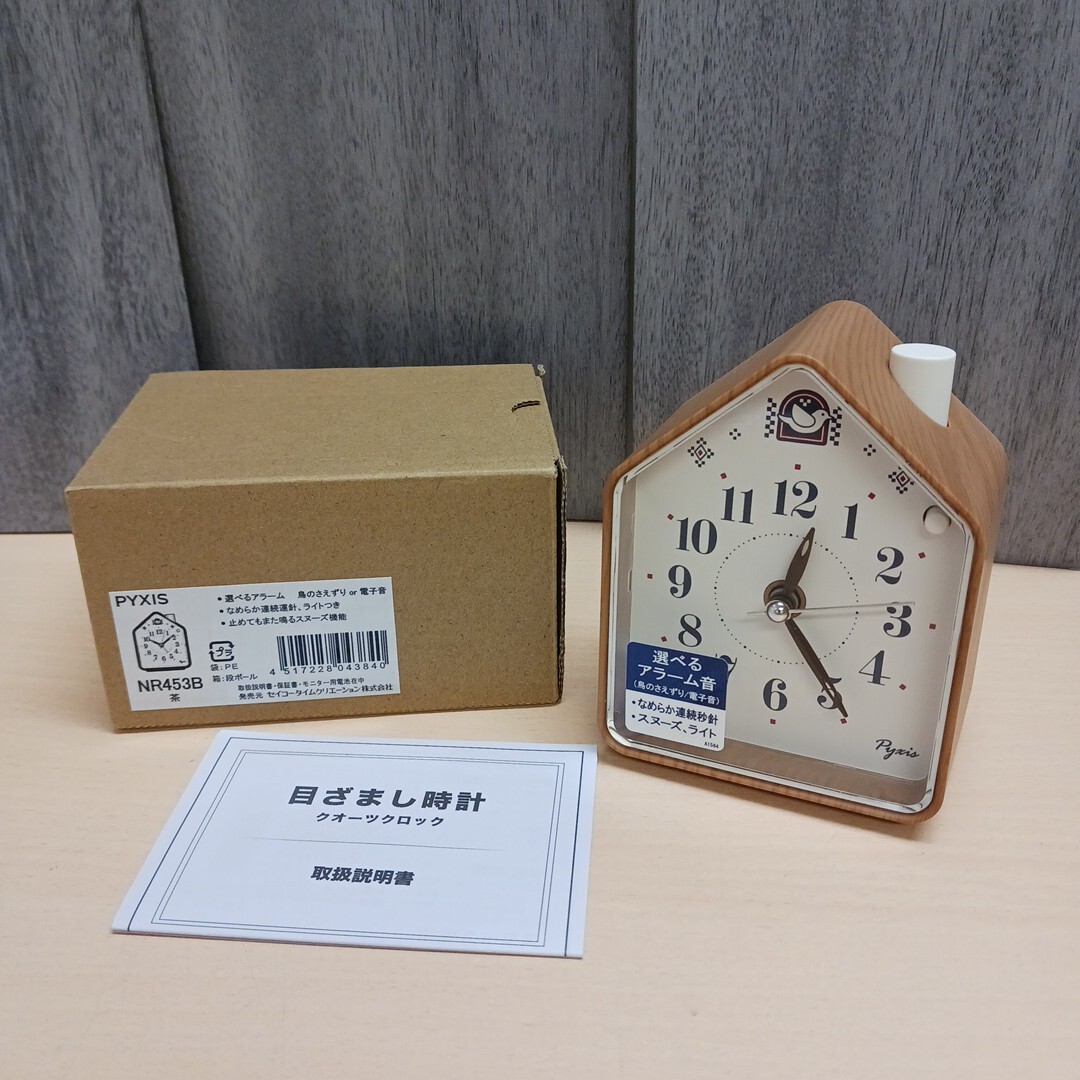 PYXIS
• 選べるアラーム 鳥のさえずり or 電子音
• なめらか連続運針、ライトつき
• 止めてもまた鳴るスヌーズ機能
プラ
袋:PE
箱:段ボール
4 517228 043840
NR453B
茶
取扱説明書・保証書・モニター用電池在中
発売元 セイコータイムクリエーション株式会社
目ざまし時計
クオーツクロック
取扱説明書
12
1
2
3
4
5
6
7
8
9
10
11
Pyxis
選べる
アラーム音
(鳥のさえずり/電子音)
• なめらか連続秒針
• スヌーズ、ライト
A1564